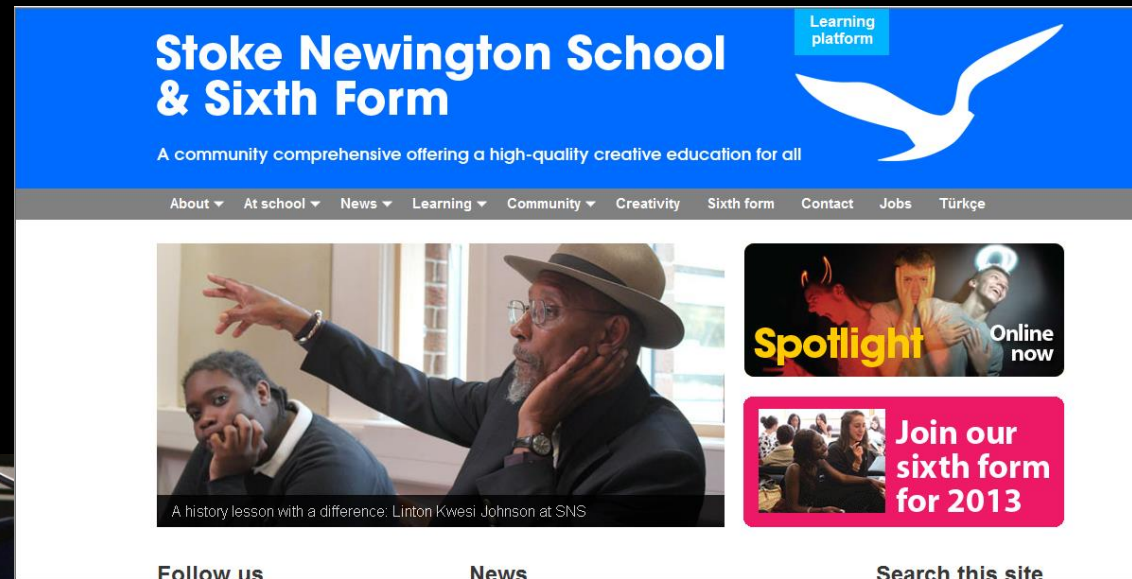 Learning
platform
Stoke Newington School
& Sixth Form
A community comprehensive offering a high-quality creative education for all
About At school News Learning Community Creativity Sixth form Contact Jobs Türkçe
A history lesson with a difference: Linton Kwesi Johnson at SNS
Spotlight
Online
now
Join our
sixth form
for 2013
Follow us News Search this site